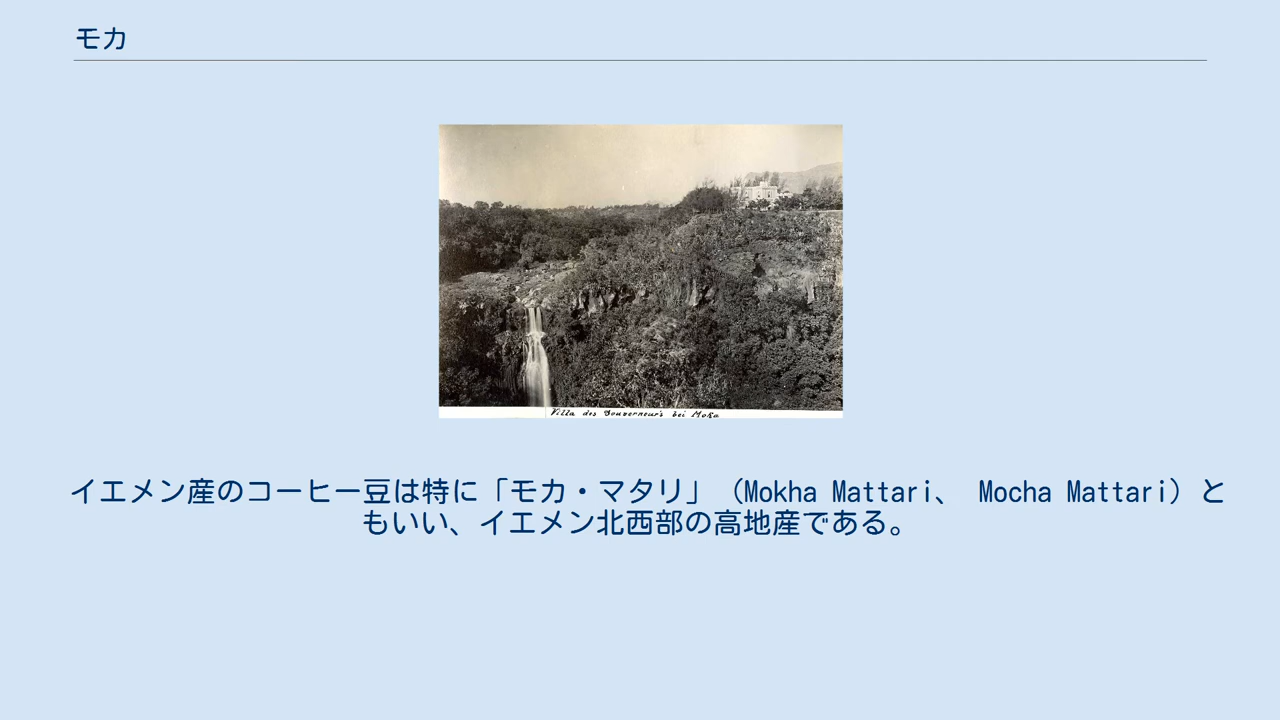 モカ
Villa des Gouverneurs bei Moka
イエメン産のコーヒー豆は特に「モカ・マタリ」（Mokha Mattari、 Mocha Mattari）と
もいい、イエメン北西部の高地産である。